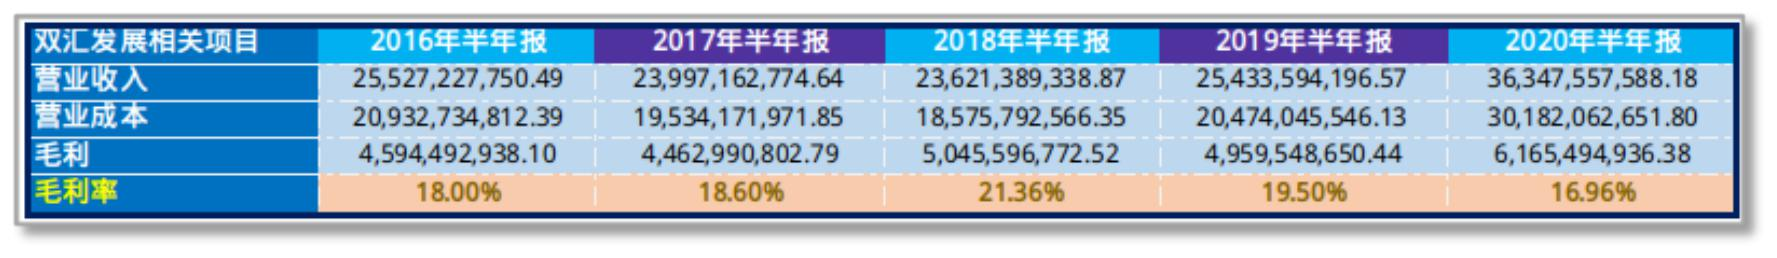 双汇发展相关项目 2016年半年报 2017年半年报 2018年半年报 2019年半年报 2020年半年报
营业收入 25,527,227,750.49 23,997,162,774.64 23,621,389,338.87 25,433,594,196.57 36,347,557,588.18
营业成本 20,932,734,812.39 19,534,171,971.85 18,575,792,566.35 20,474,045,546.13 30,182,062,651.80
毛利 4,594,492,938.10 4,462,990,802.79 5,045,596,772.52 4,959,548,650.44 6,165,494,936.38
毛利率 18.00% 18.60% 21.36% 19.50% 16.96%